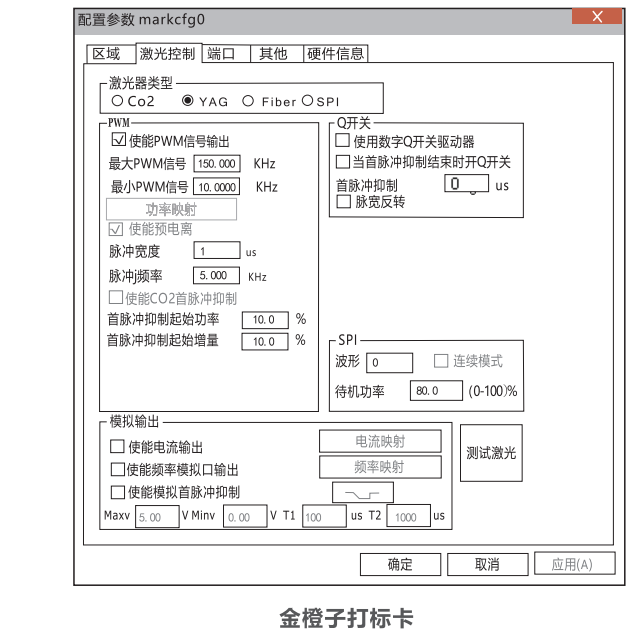 配置参数 markcfg0
区域 激光控制 端口 其他 硬件信息
激光器类型
Co2 YAG Fiber SPI
PWM
使能PWM信号输出
最大PWM信号 150.000 KHz
最小PWM信号 10.0000 KHz
功率映射
使能预电离
脉冲宽度 1 us
脉冲j频率 5.000 KHz
使能CO2首脉冲抑制
首脉冲抑制起始功率 10.0 %
首脉冲抑制起始增量 10.0 %
Q开关
使用数字Q开关驱动器
当首脉冲抑制结束时开Q开关
首脉冲抑制 0 us
脉宽反转
SPI
波形 0 连续模式
待机功率 80.0 (0-100)%
模拟输出
使能电流输出 电流映射
使能频率模拟口输出 频率映射
使能模拟首脉冲抑制
Maxv 5.00 V Minv 0.00 V T1 100 us T2 1000 us
测试激光
确定 取消 应用(A)
金橙子打标卡